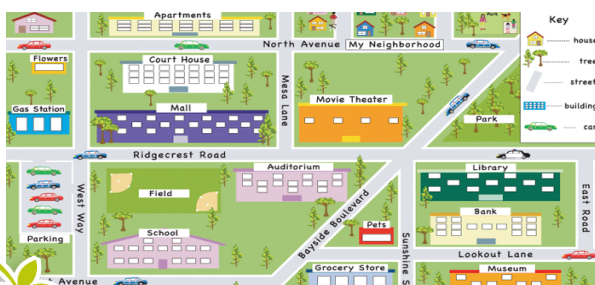 Apartments
Park
Key
North Avenue
My Neighborhood
house
Flowers
Court House
tree
street
Gas Station
Mall
Mesa Lane
Movie Theater
building
Park
car
Ridgecrest Road
Auditorium
Library
West Way
Field
Bayside Boulevard
East Road
Bank
School
Pets
Parking
Sunshine S
Lookout Lane
Grocery Store
Museum
Avenue